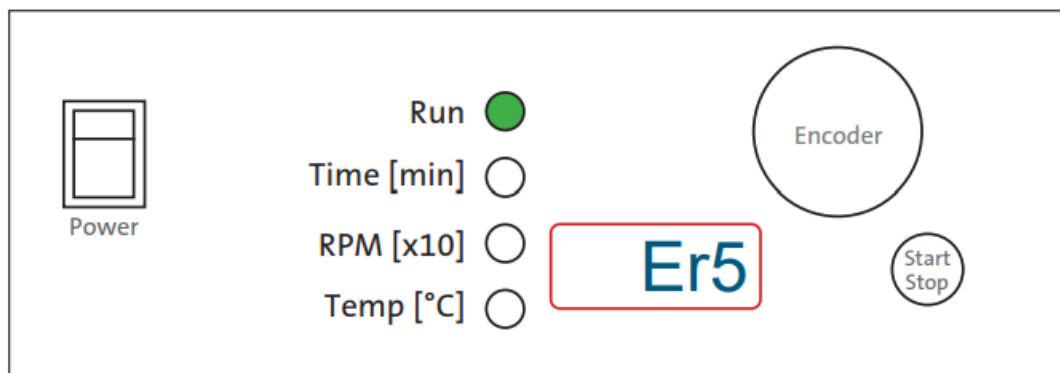 Run
Time [min]
RPM [x10]
Temp [°C]
Power
Er5
Encoder
Start
Stop